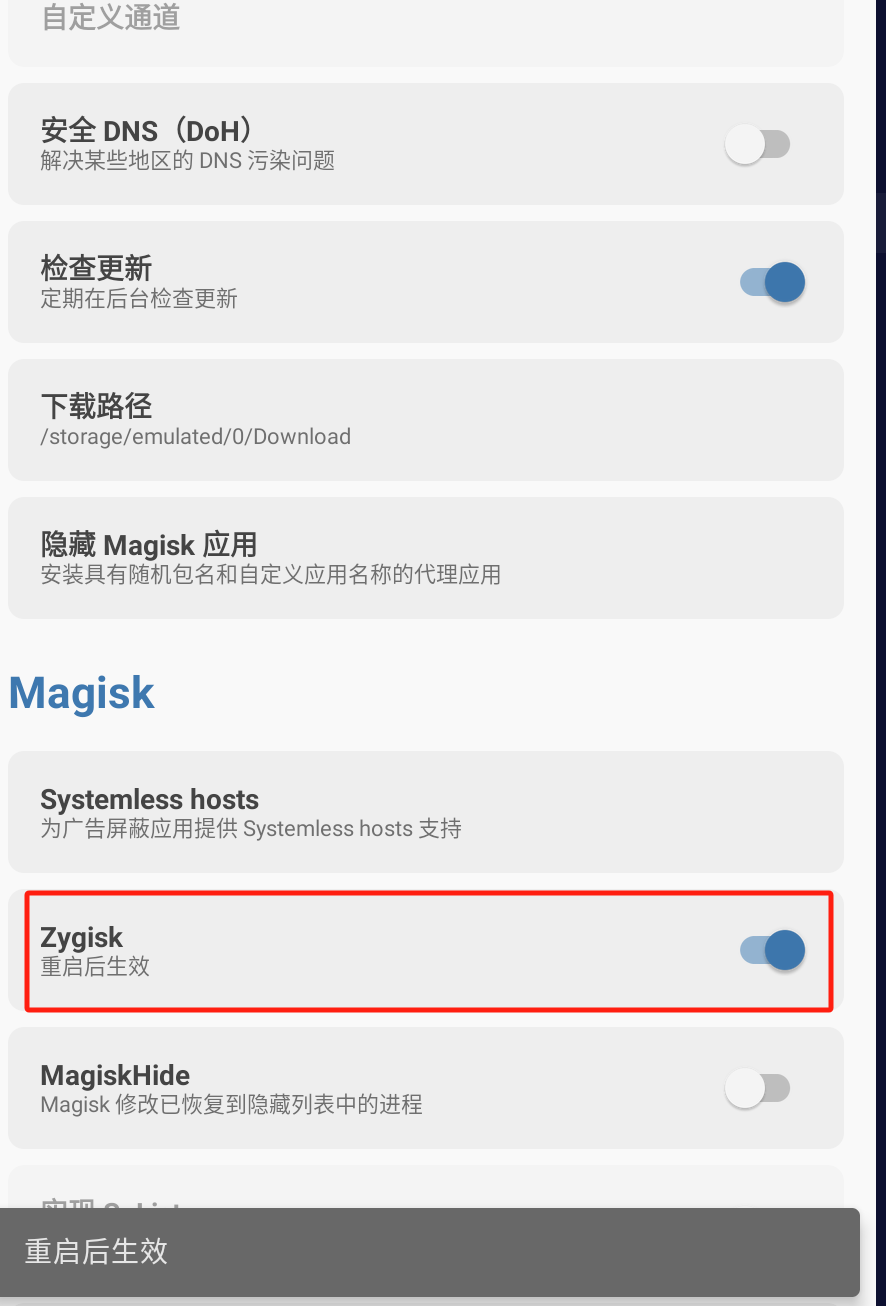 自定义通道
安全 DNS（DoH）
解决某些地区的 DNS 污染问题
检查更新
定期在后台检查更新
下载路径
/storage/emulated/0/Download
隐藏 Magisk 应用
安装具有随机包名和自定义应用名称的代理应用
Magisk
Systemless hosts
为广告屏蔽应用提供 Systemless hosts 支持
Zygisk
重启后生效
MagiskHide
Magisk 修改已恢复到隐藏列表中的进程
重启后生效